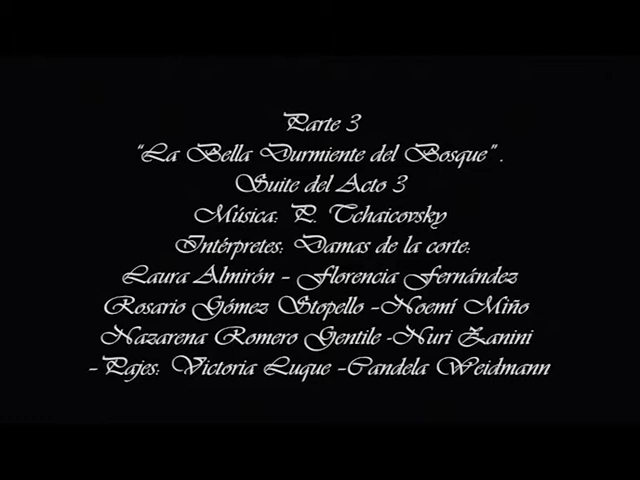 Parte 3
"La Bella Durmiente del Bosque".
Suite del Acto 3
Música: P. Tchaicovsky
Intérpretes: Damas de la corte:
Laura Almirón - Florencia Fernández
Rosario Gómez Stopello -Noemí Miño
Nazarena Romero Gentile -Nuri Zanini
-Pajes: Victoria Luque -Candela Weidmann